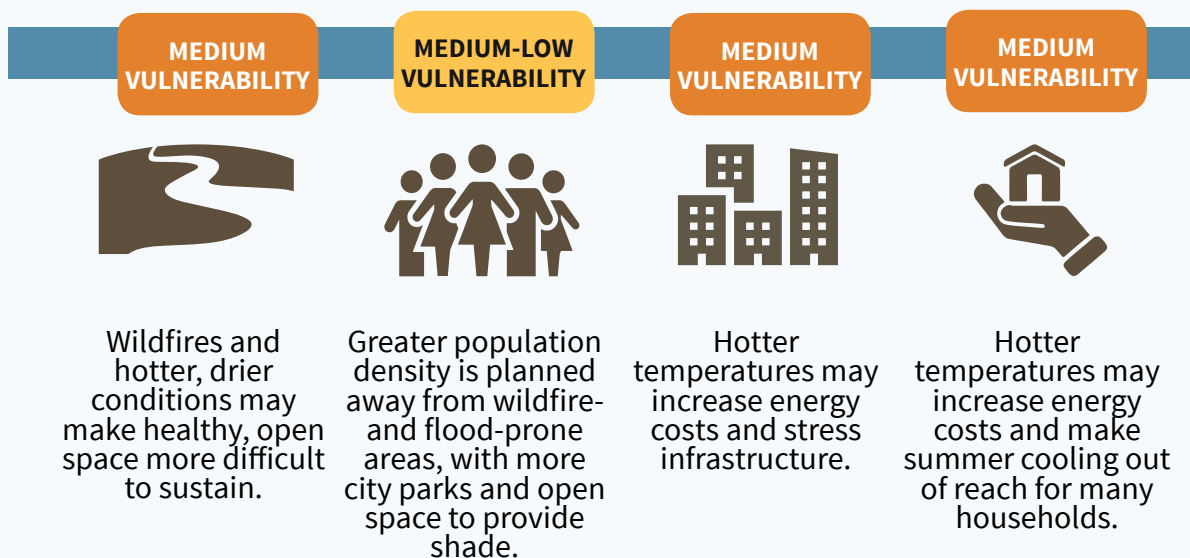 MEDIUM
VULNERABILITY
MEDIUM-LOW
VULNERABILITY
MEDIUM
VULNERABILITY
MEDIUM
VULNERABILITY
Wildfires and
hotter, drier
conditions may
make healthy, open
space more difficult
to sustain.
Greater population
density is planned
away from wildfire-
and flood-prone
areas, with more
city parks and open
space to provide
shade.
Hotter
temperatures may
increase energy
costs and stress
infrastructure.
Hotter
temperatures may
increase energy
costs and make
summer cooling out
of reach for many
households.